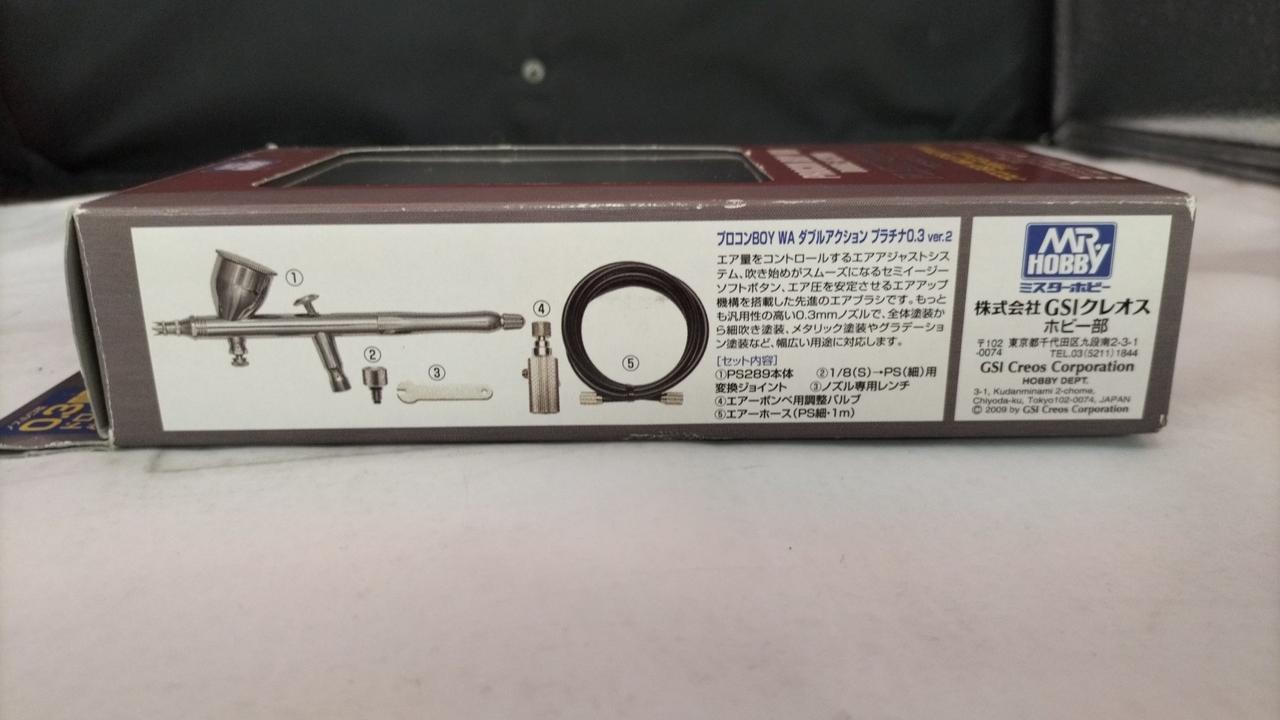 プロコンBOY WA ダブルアクション プラチナ0.3 ver.2
エア量をコントロールするエアアジャストシス
テム、吹き始めがスムーズになるセミイージー
ソフトボタン、エア圧を安定させるエアアップ
機構を搭載した先進のエアブラシです。もっと
も汎用性の高い0.3mmノズルで、全体塗装か
ら細吹き塗装、メタリック塗装やグラデーショ
ン塗装など、幅広い用途に対応します。
[セット内容]
①PS289本体 ②1/8(S)→PS(細)用
変換ジョイント ③ノズル専用レンチ
④エアーボンベ用調整バルブ
⑤エアーホース(PS細・1m)
①
②
③
④
⑤
MR
HOBBY
ミスターホビー
株式会社 GSIクレオス
ホビー部
〒102 東京都千代田区九段南2-3-1
-0074 TEL.03(5211)1844
GSI Creos Corporation
HOBBY DEPT.
3-1, Kudanminami 2-chome,
Chiyoda-ku, Tokyo102-0074, JAPAN
© 2009 by GSI Creos Corporation
0.3